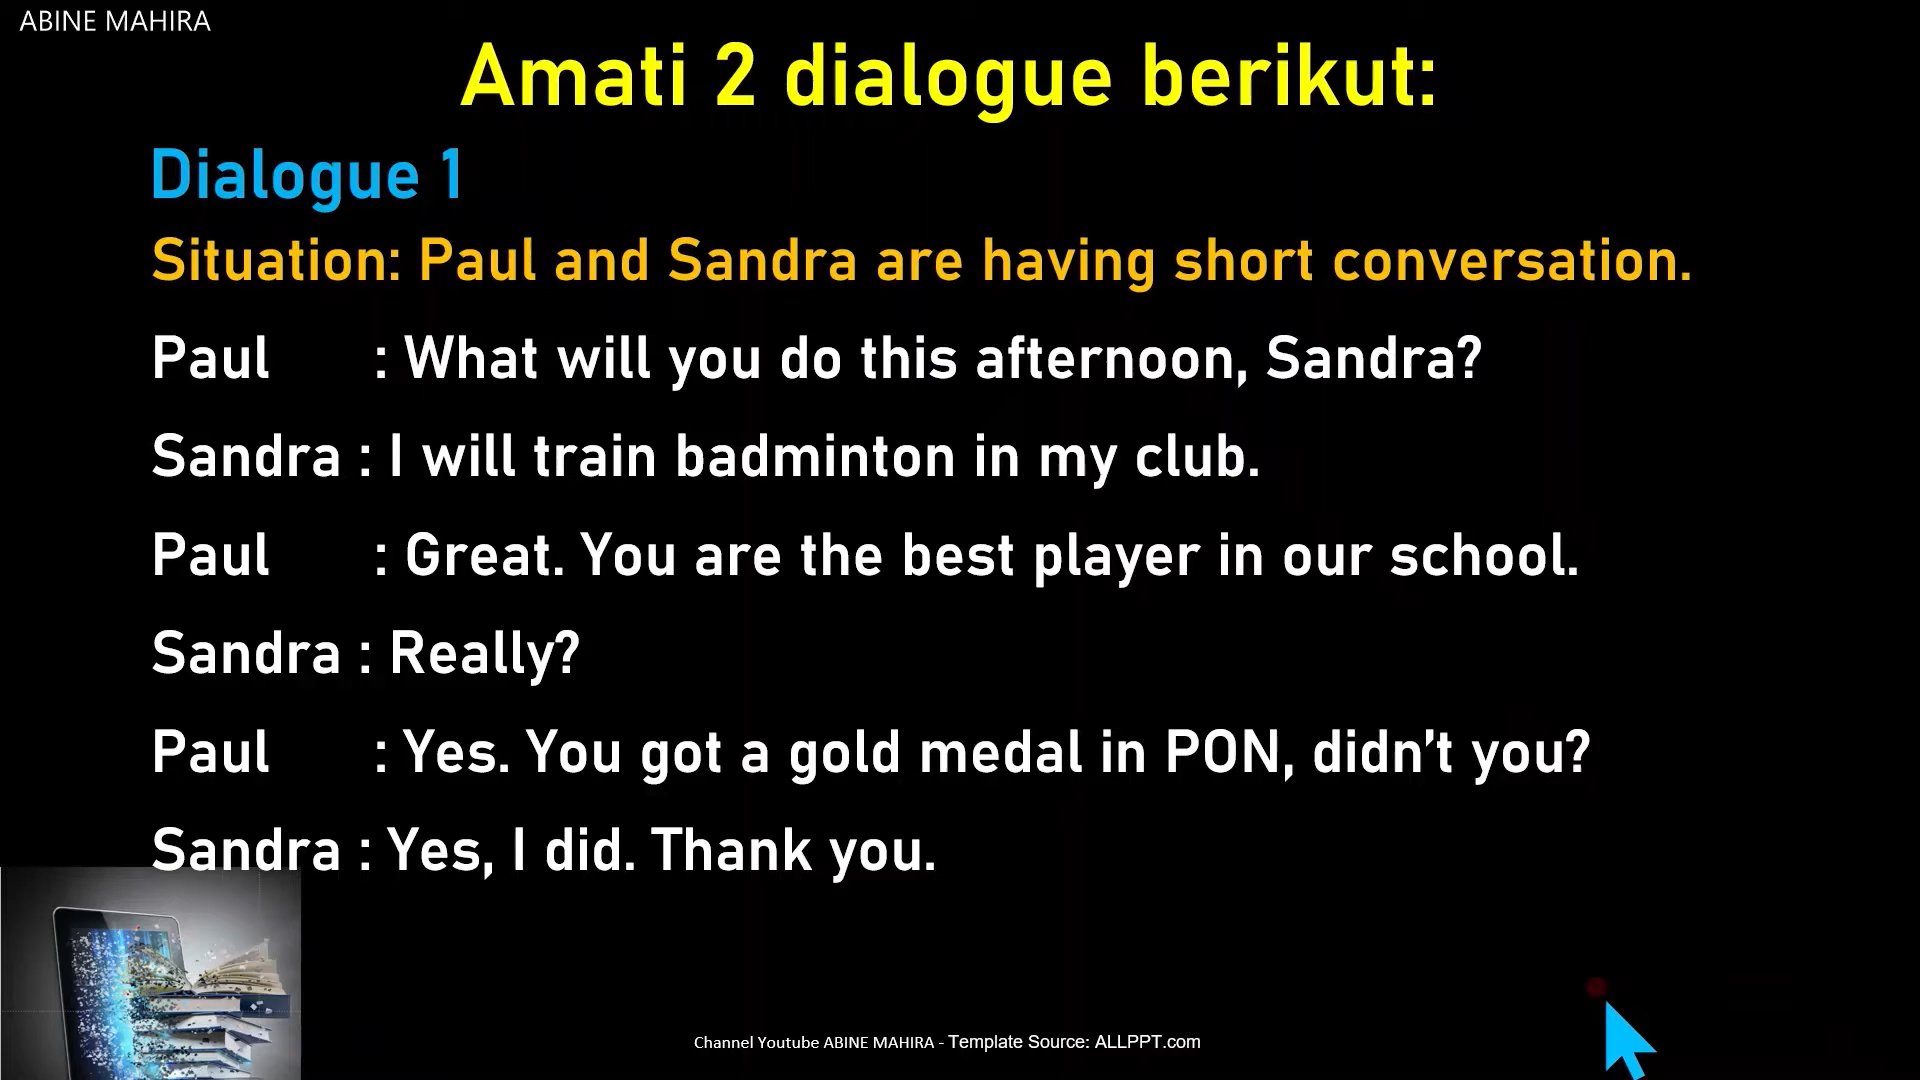 ABINE MAHIRA
Amati 2 dialogue berikut:
Dialogue 1
Situation: Paul and Sandra are having short conversation.
Paul : What will you do this afternoon, Sandra?
Sandra : I will train badminton in my club.
Paul : Great. You are the best player in our school.
Sandra : Really?
Paul : Yes. You got a gold medal in PON, didn't you?
Sandra : Yes, I did. Thank you.
Channel Youtube ABINE MAHIRA - Template Source: ALLPPT.com